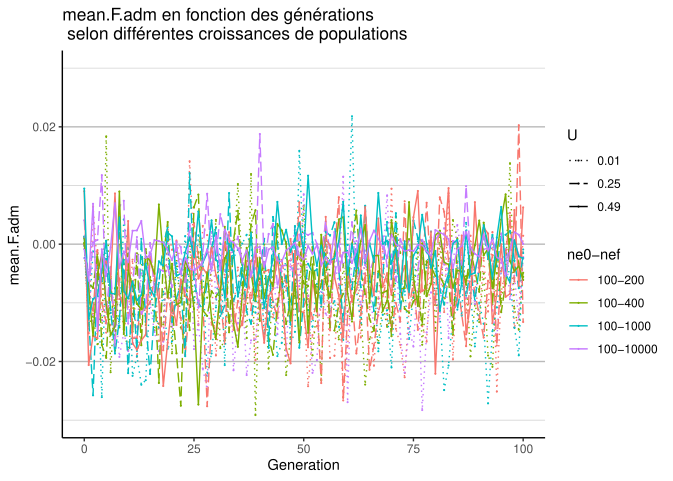 mean.F.adm en fonction des générations
selon différentes croissances de populations
mean.F.adm
0.02
0.00
−0.02
0
25
50
75
100
Generation
U
0.01
0.25
0.49
ne0−nef
100−200
100−400
100−1000
100−10000